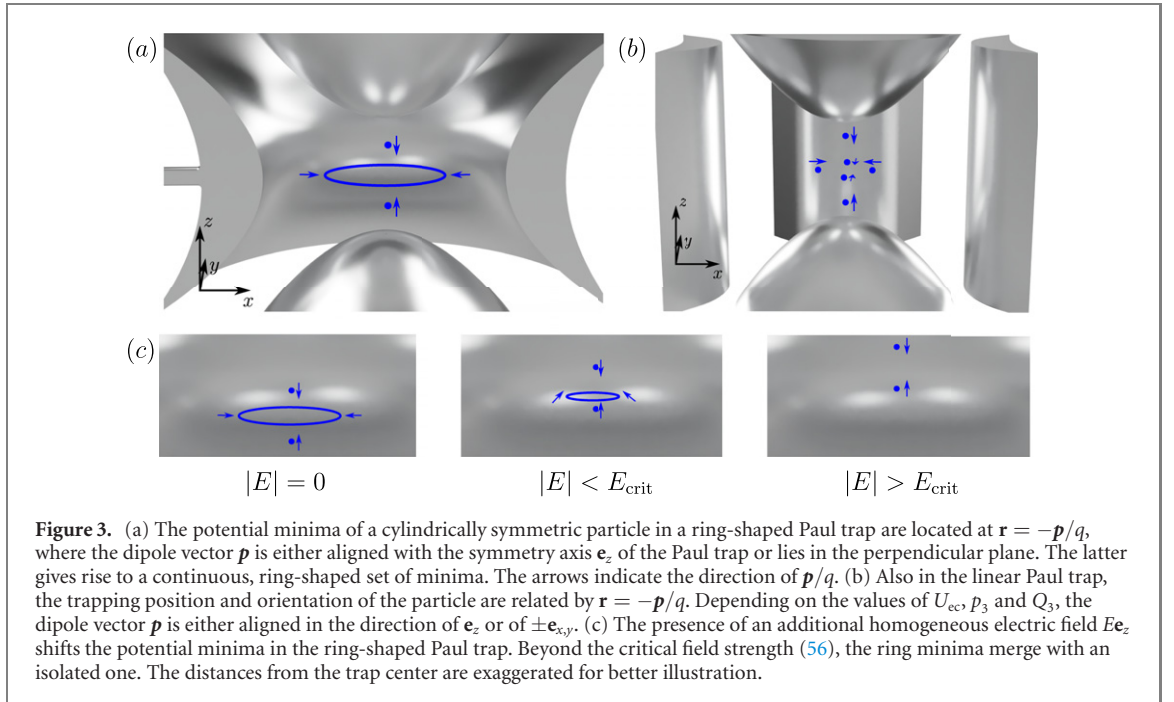 (a)
(b)
z
y
x
z
y
x
(c)
|E| = 0
|E| < E_crit
|E| > E_crit
Figure 3. (a) The potential minima of a cylindrically symmetric particle in a ring-shaped Paul trap are located at r = −p/q,
where the dipole vector p is either aligned with the symmetry axis e_z of the Paul trap or lies in the perpendicular plane. The latter
gives rise to a continuous, ring-shaped set of minima. The arrows indicate the direction of p/q. (b) Also in the linear Paul trap,
the trapping position and orientation of the particle are related by r = −p/q. Depending on the values of U_ec, p_3 and Q_3, the
dipole vector p is either aligned in the direction of e_z or of ±e_x,y. (c) The presence of an additional homogeneous electric field Ee_z
shifts the potential minima in the ring-shaped Paul trap. Beyond the critical field strength (56), the ring minima merge with an
isolated one. The distances from the trap center are exaggerated for better illustration.